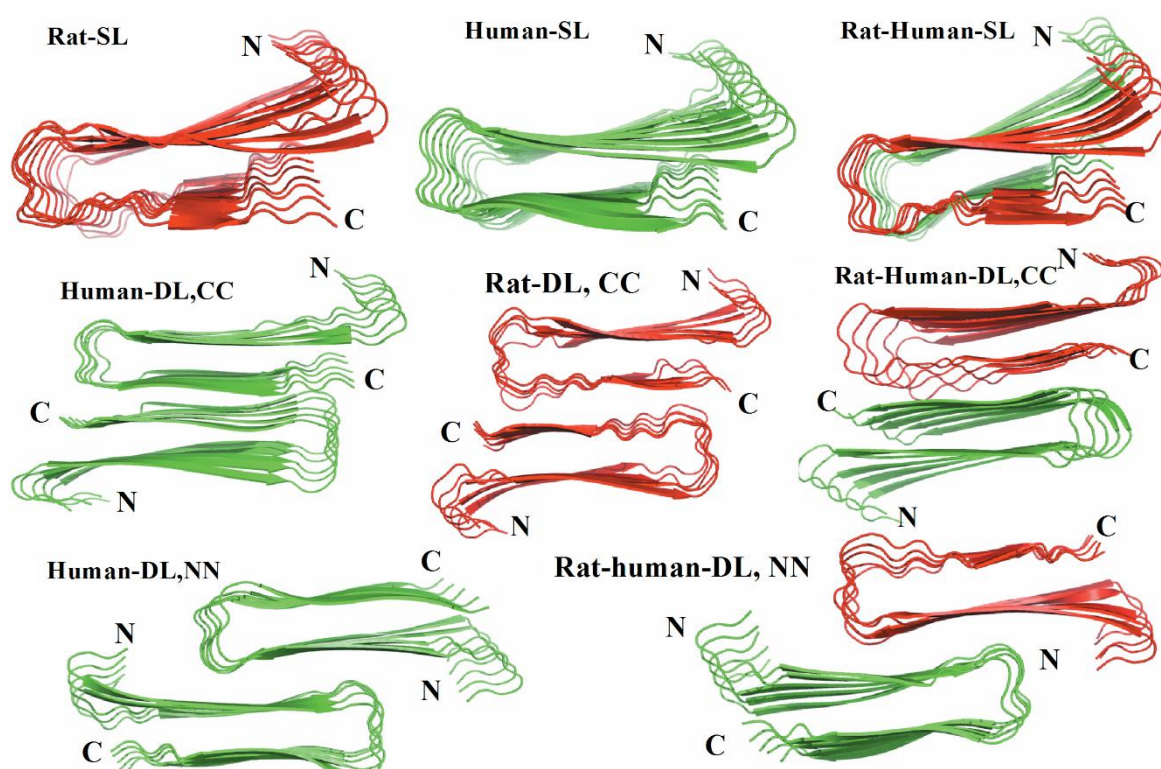 Rat-SL
N
C
Human-SL
N
C
Rat-Human-SL
N
C
Human-DL,CC
N
C
C
N
Rat-DL, CC
N
C
C
N
Rat-Human-DL,CC
N
C
C
N
Human-DL,NN
C
N
N
C
Rat-human-DL, NN
C
N
N
C